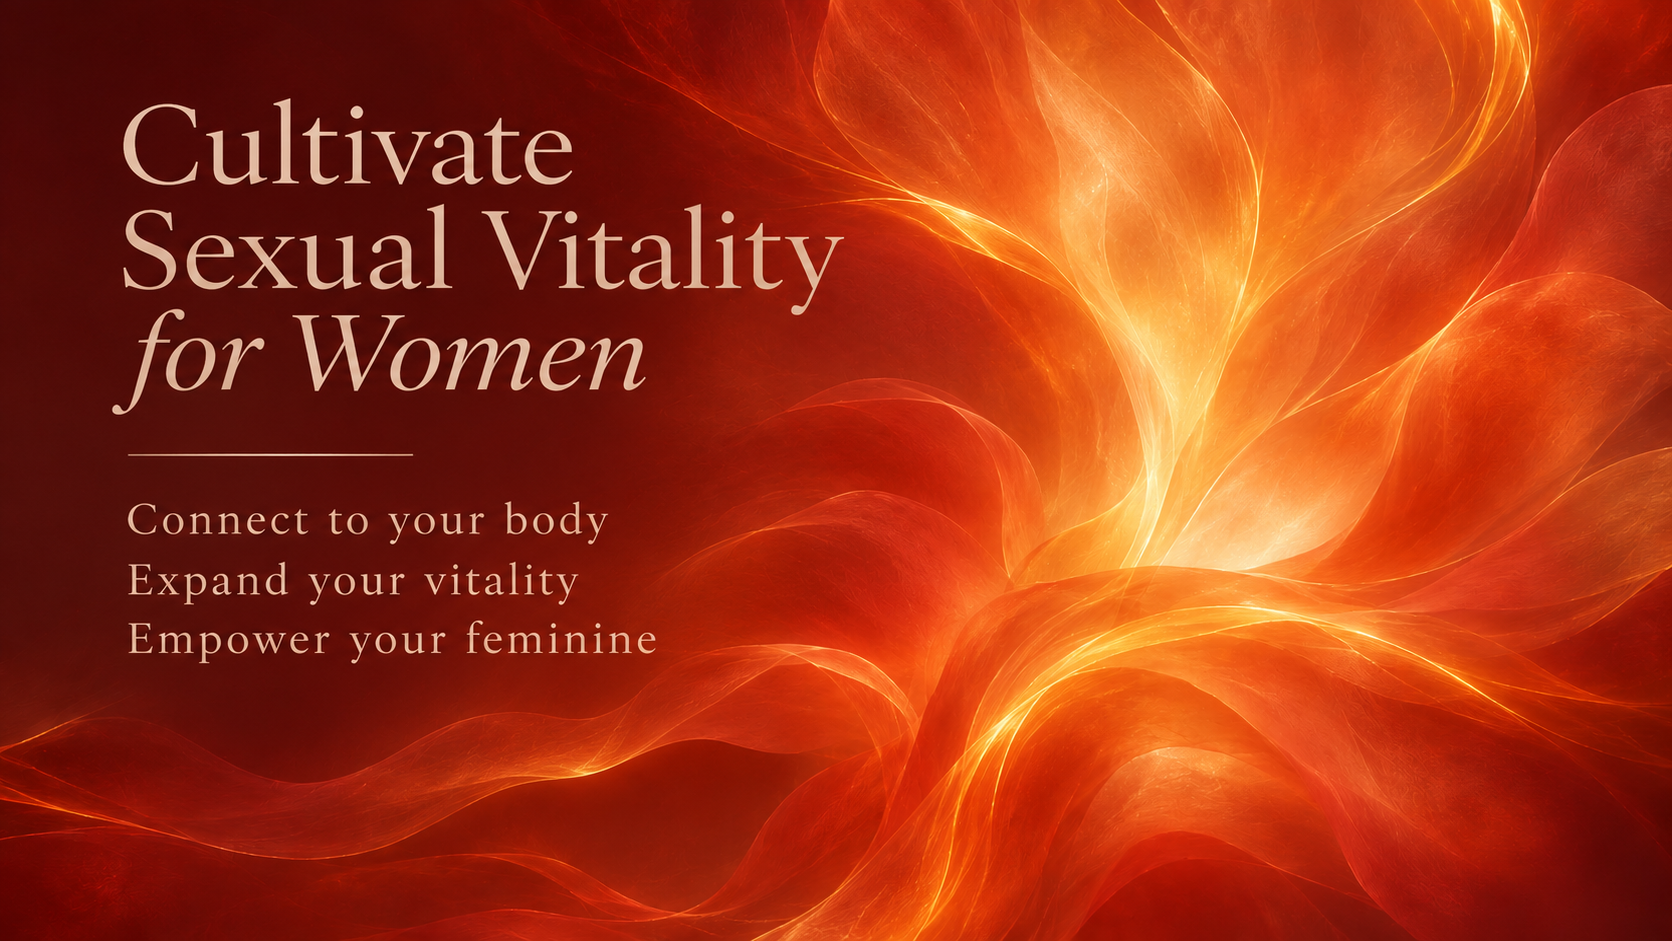 Cultivate
Sexual Vitality
for Women
Connect to your body
Expand your vitality
Empower your feminine